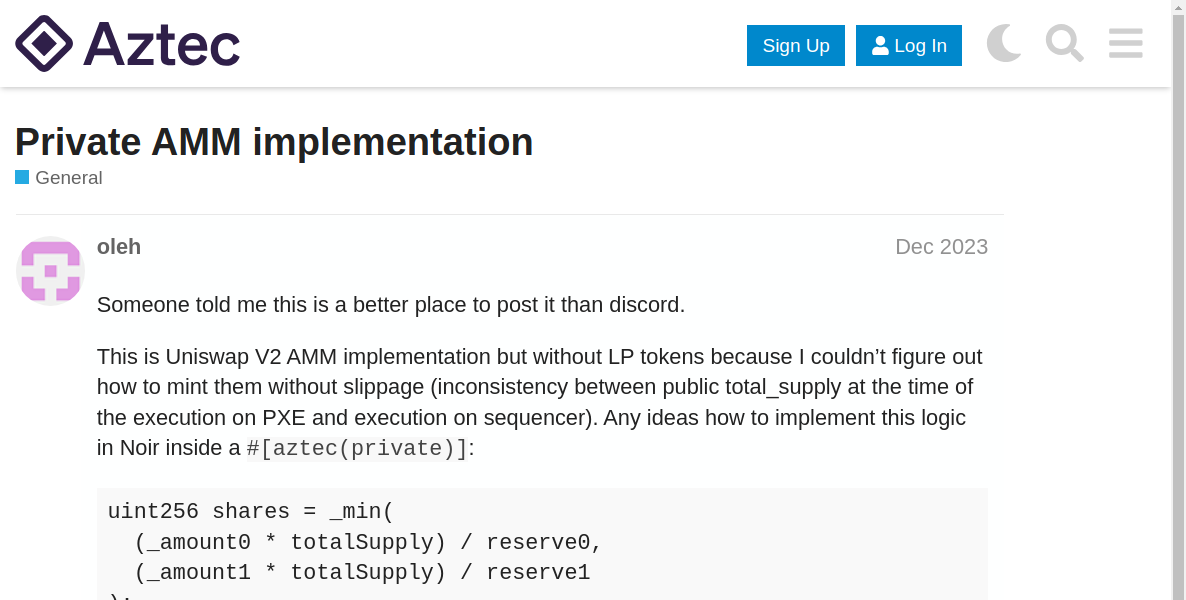 Aztec
Sign Up
Log In
Private AMM implementation
General
oleh
Dec 2023
Someone told me this is a better place to post it than discord.
This is Uniswap V2 AMM implementation but without LP tokens because I couldn’t figure out
how to mint them without slippage (inconsistency between public total_supply at the time of
the execution on PXE and execution on sequencer). Any ideas how to implement this logic
in Noir inside a #[aztec(private)]:
uint256 shares = _min(
  (_amount0 * totalSupply) / reserve0,
  (_amount1 * totalSupply) / reserve1